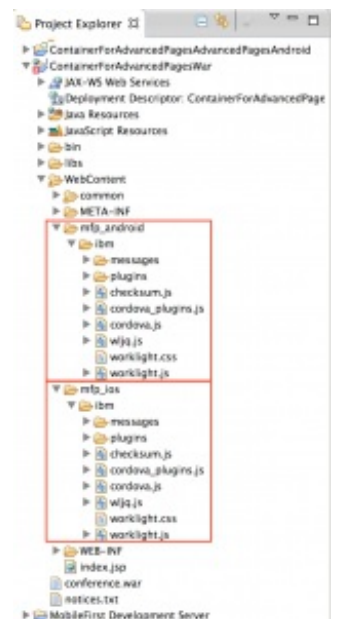 Project Explorer
ContainerForAdvancedPagesAdvancedPagesAndroid
ContainerForAdvancedPagesWar
JAX-WS Web Services
Deployment Descriptor: ContainerForAdvancedPage
Java Resources
JavaScript Resources
bin
libs
WebContent
common
META-INF
mfp_android
ibm
messages
plugins
checksum.js
cordova_plugins.js
cordova.js
wljq.js
worklight.css
worklight.js
mfp_ios
ibm
messages
plugins
checksum.js
cordova_plugins.js
cordova.js
wljq.js
worklight.css
worklight.js
WEB-INF
index.jsp
conference.war
notices.txt
MobileFirst Development Server